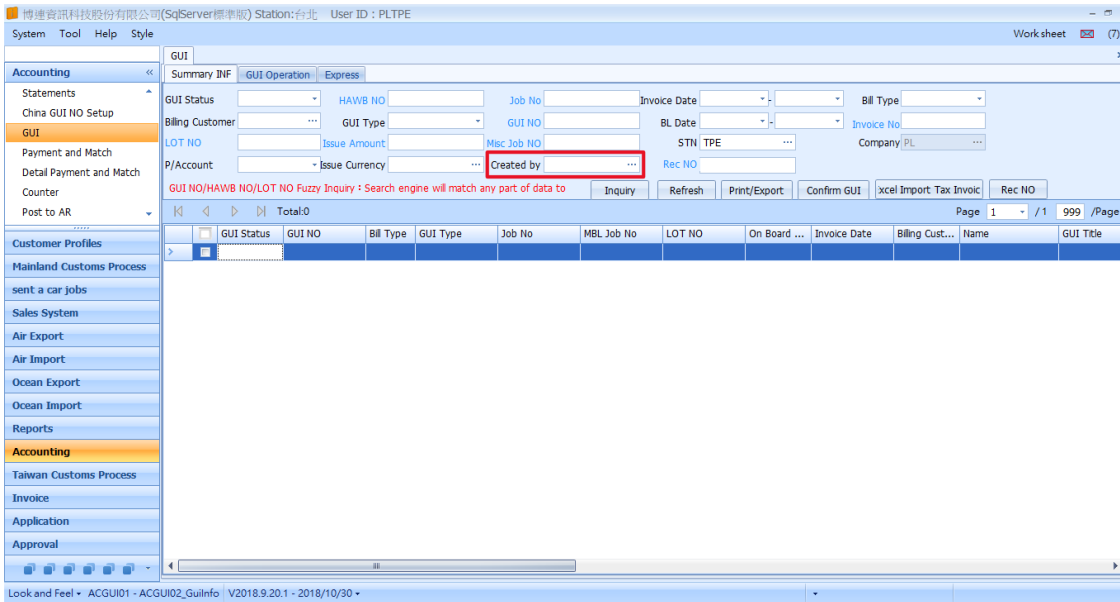 博連資訊科技股份有限公司(SqlServer標準版) Station:台北 User ID : PLTPE
System Tool Help Style Work sheet (7)
GUI
Accounting «
Summary INF GUI Operation Express
Statements
China GUI NO Setup
GUI
Payment and Match
Detail Payment and Match
Counter
Post to AR
Customer Profiles
Mainland Customs Process
sent a car jobs
Sales System
Air Export
Air Import
Ocean Export
Ocean Import
Reports
Accounting
Taiwan Customs Process
Invoice
Application
Approval
GUI Status HAWB NO Job No Invoice Date - Bill Type
Biling Customer ... GUI Type GUI NO BL Date - Invoice No
LOT NO Issue Amount Misc Job NO STN TPE ... Company PL ...
P/Account Issue Currency ... Created by ... Rec NO
GUI NO/HAWB NO/LOT NO Fuzzy Inquiry：Search engine will match any part of data to
Inquiry Refresh Print/Export Confirm GUI xcel Import Tax Invoic Rec NO
Total:0 Page 1 / 1 999 /Page
GUI Status GUI NO Bill Type GUI Type Job No MBL Job No LOT NO On Board ... Invoice Date Biling Cust... Name GUI Title
Look and Feel ACGUI01 - ACGUI02_GuiInfo V2018.9.20.1 - 2018/10/30